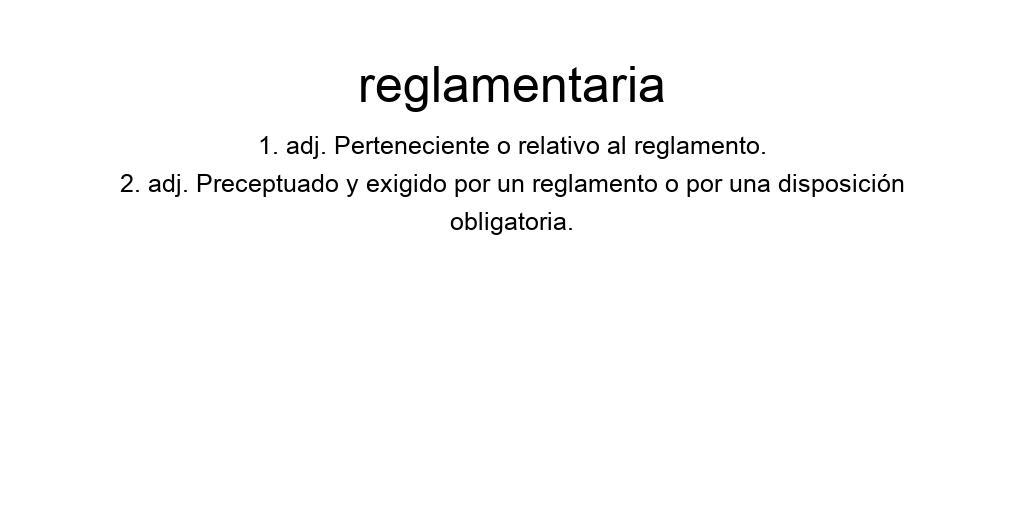 reglamentaria
1. adj. Perteneciente o relativo al reglamento.
2. adj. Preceptuado y exigido por un reglamento o por una disposición
obligatoria.